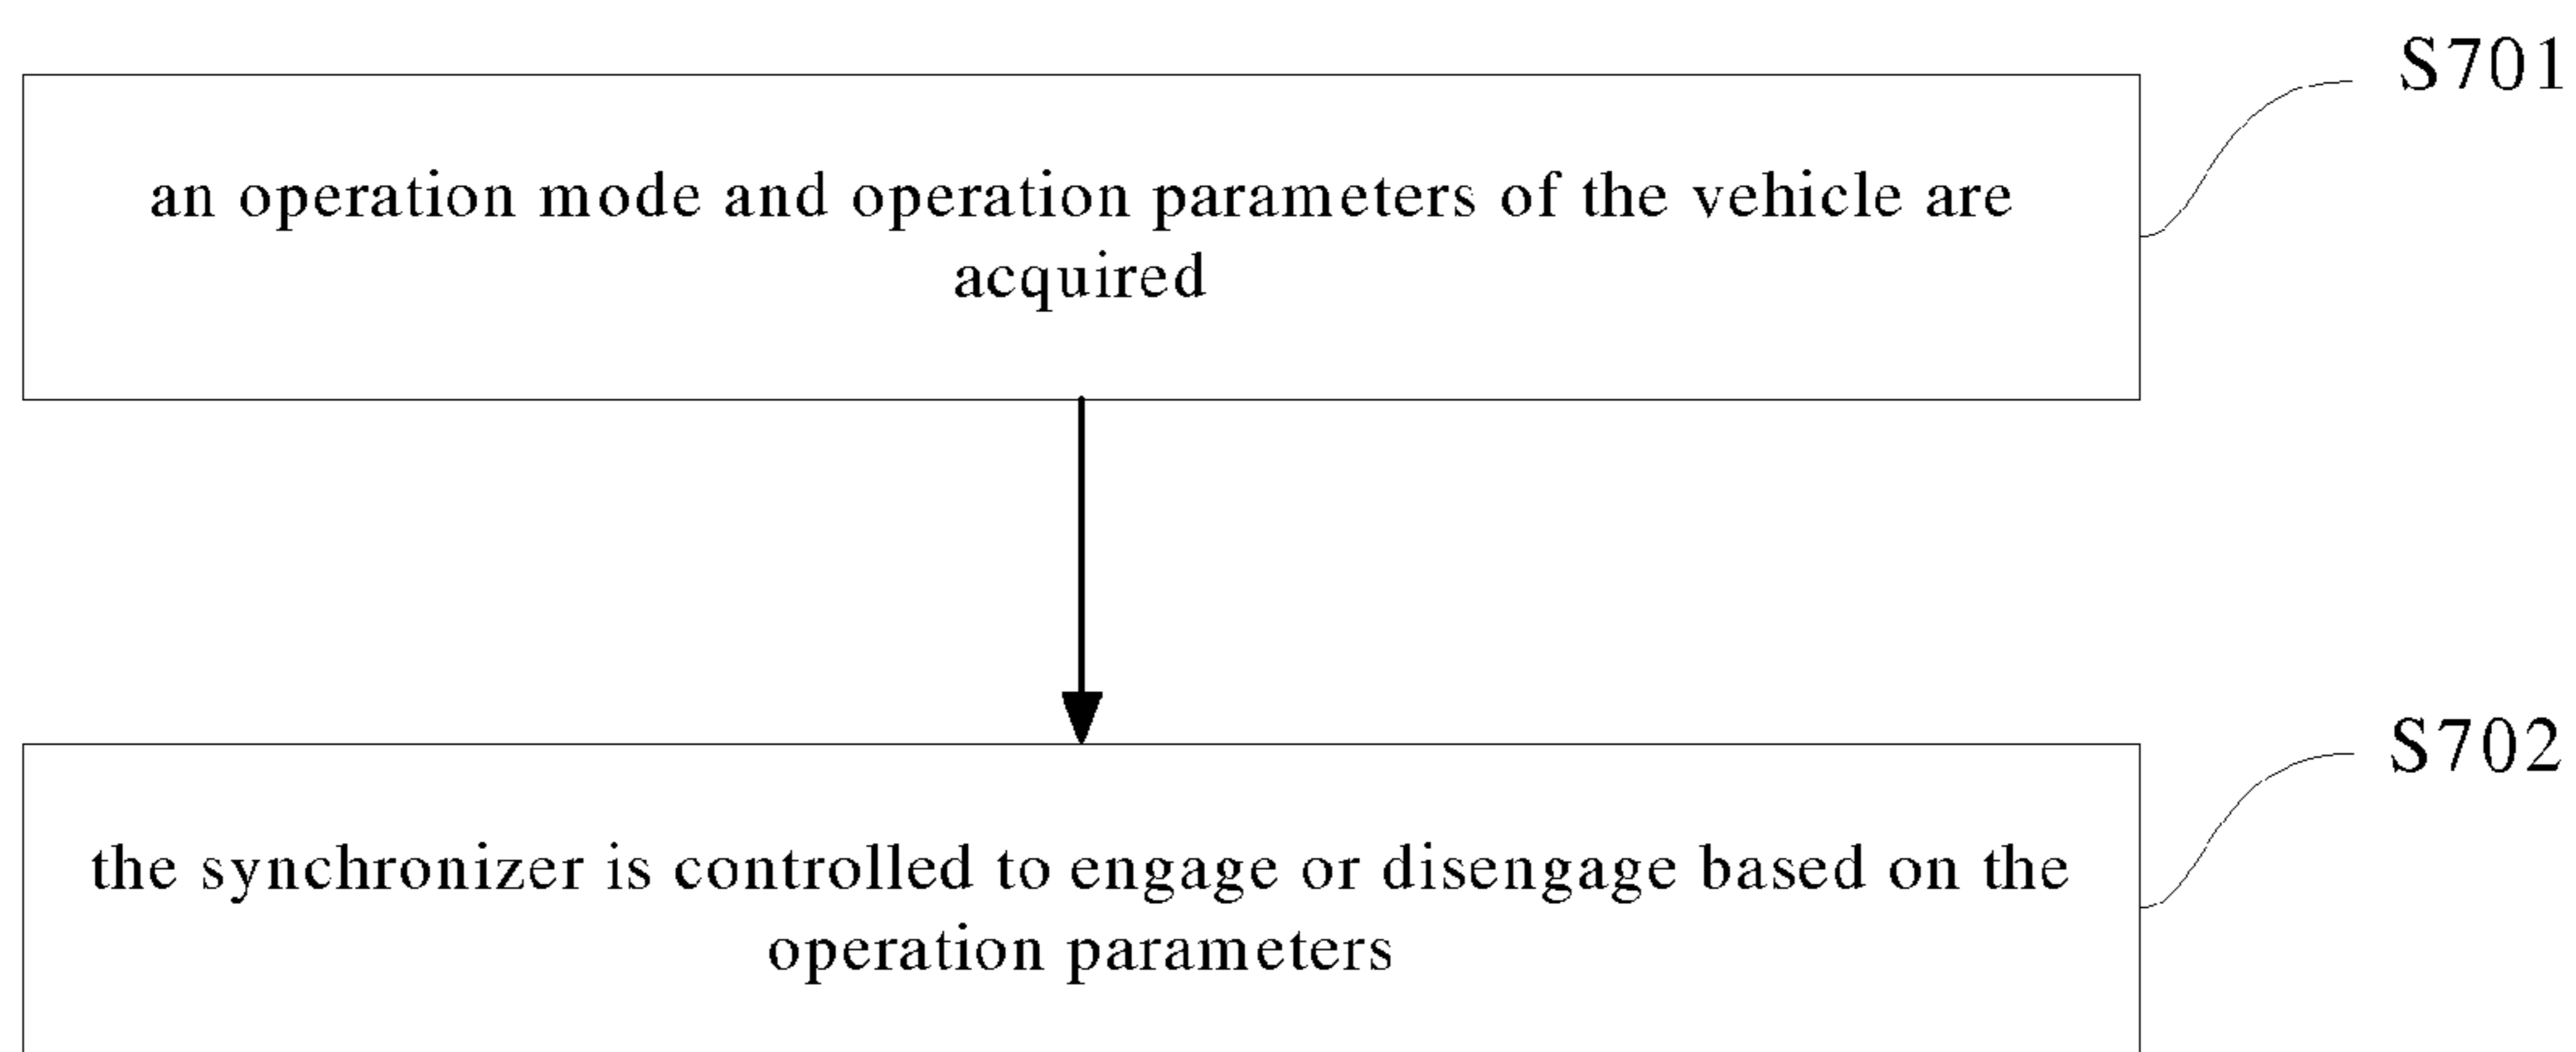 S701
an operation mode and operation parameters of the vehicle are
acquired
S702
the synchronizer is controlled to engage or disengage based on the
operation parameters